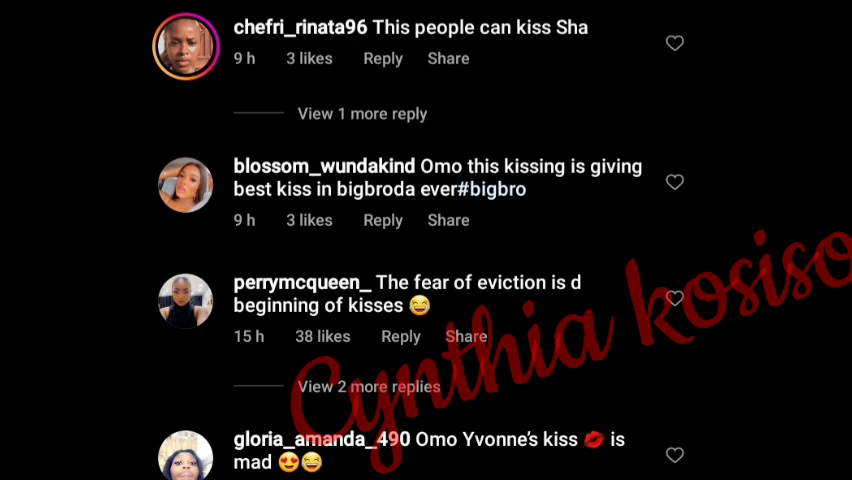 chefri_rinata96 This people can kiss Sha
9 h 3 likes Reply Share
View 1 more reply
blossom_wundakind Omo this kissing is giving
best kiss in bigbroda ever#bigbro
9 h 3 likes Reply Share
perrymcqueen_ The fear of eviction is d
beginning of kisses 😅
15 h 38 likes Reply Share
View 2 more replies
Cynthia kosiso
gloria_amanda_490 Omo Yvonne's kiss 💋 is
mad 😍😂